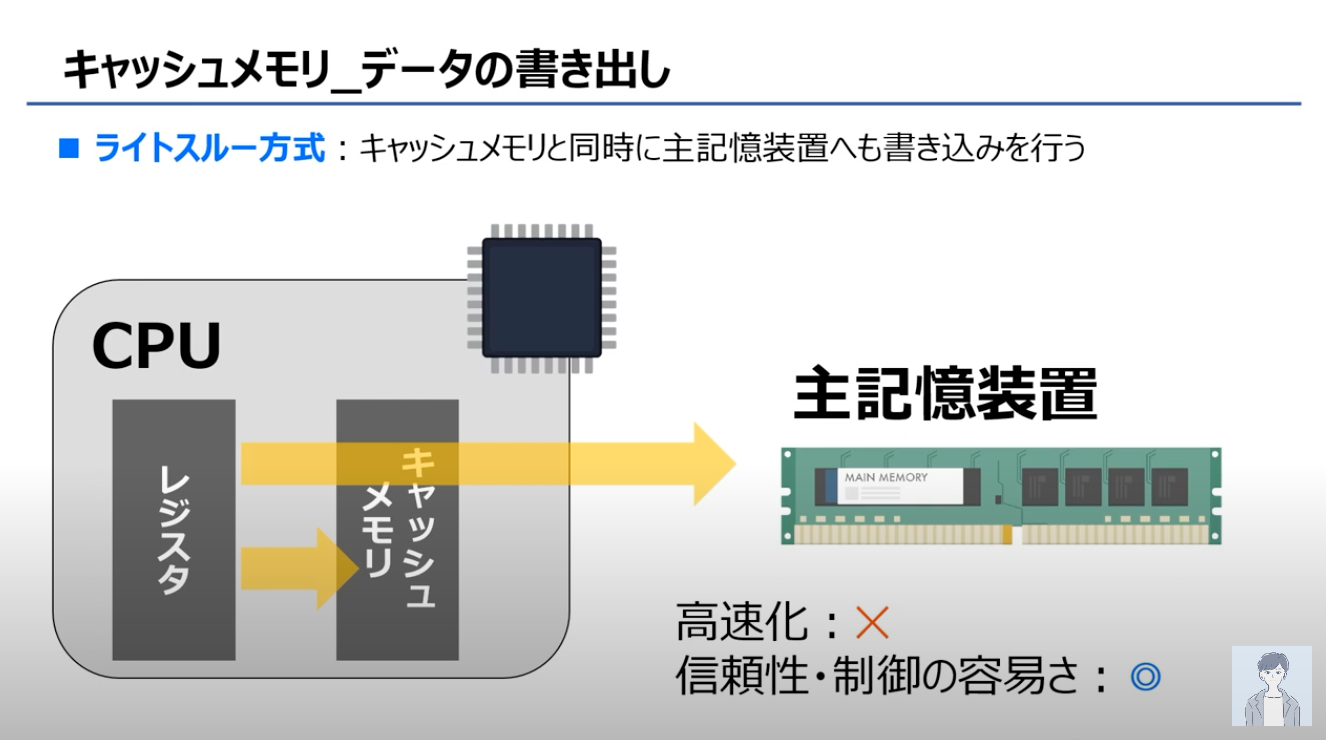 キャッシュメモリ_データの書き出し
■ ライトスルー方式：キャッシュメモリと同時に主記憶装置へも書き込みを行う
CPU
レジスタ
キャッシュ
メモリ
主記憶装置
MAIN MEMORY
高速化：×
信頼性・制御の容易さ：◎